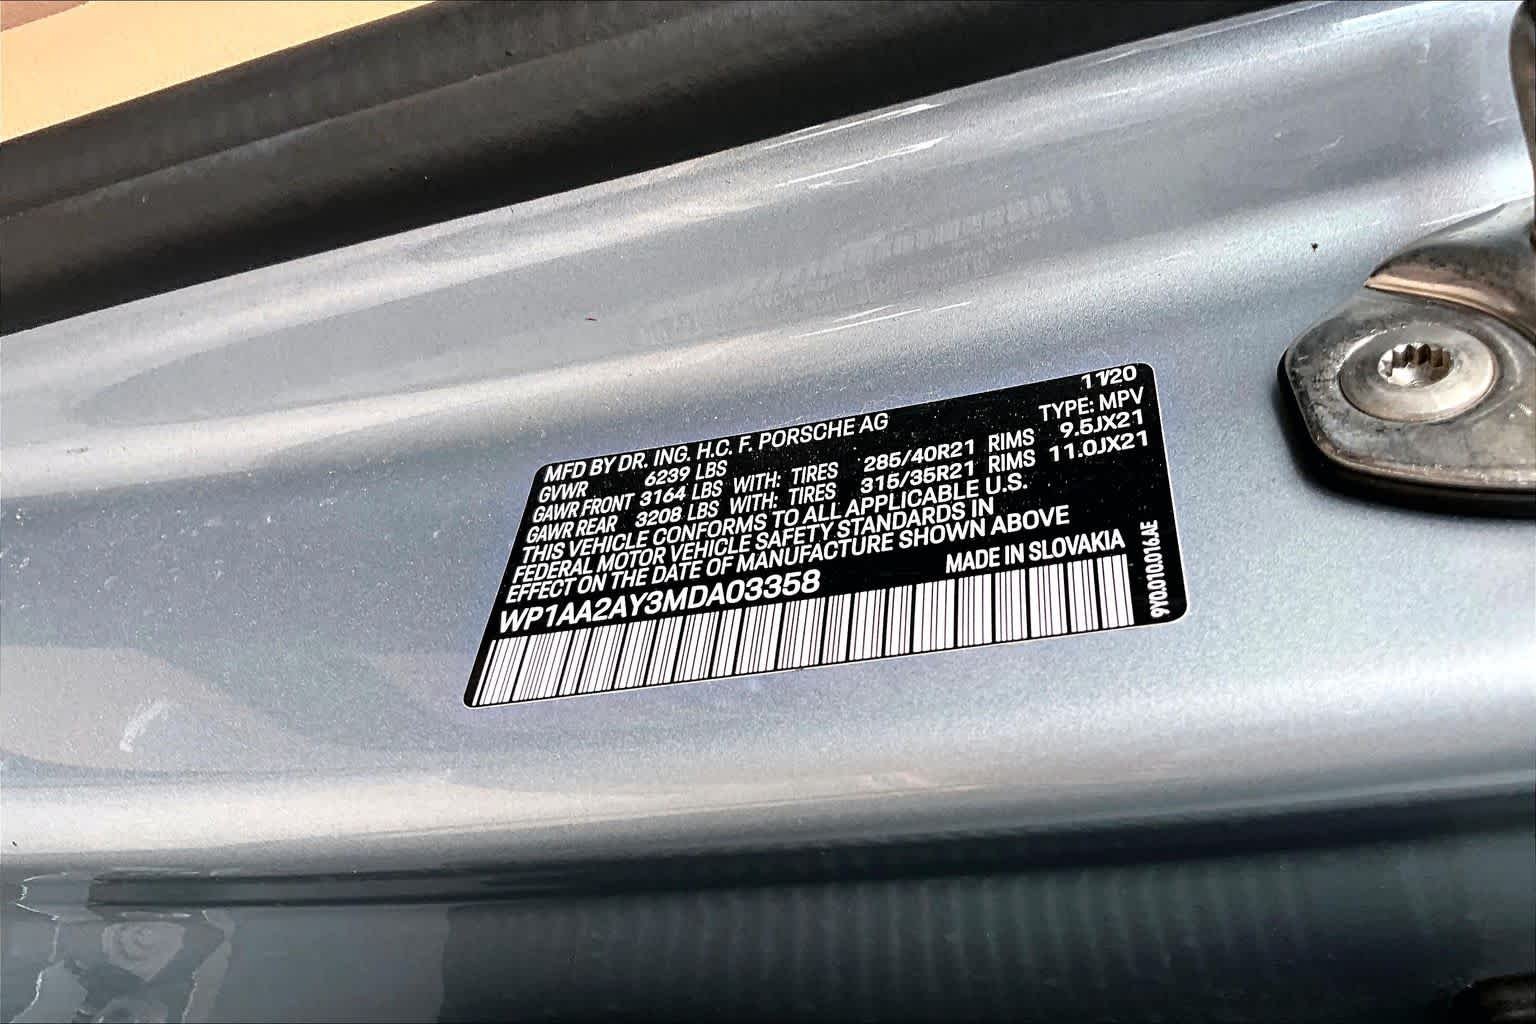 11/20
MFD BY DR. ING. H.C. F. PORSCHE AG TYPE: MPV
GVWR 6239 LBS
GAWR FRONT 3164 LBS WITH: TIRES 285/40R21 RIMS 9.5JX21
GAWR REAR 3208 LBS WITH: TIRES 315/35R21 RIMS 11.0JX21
THIS VEHICLE CONFORMS TO ALL APPLICABLE U.S.
FEDERAL MOTOR VEHICLE SAFETY STANDARDS IN
EFFECT ON THE DATE OF MANUFACTURE SHOWN ABOVE
WP1AA2AY3MDA03358 MADE IN SLOVAKIA
9Y0.010.016.AE